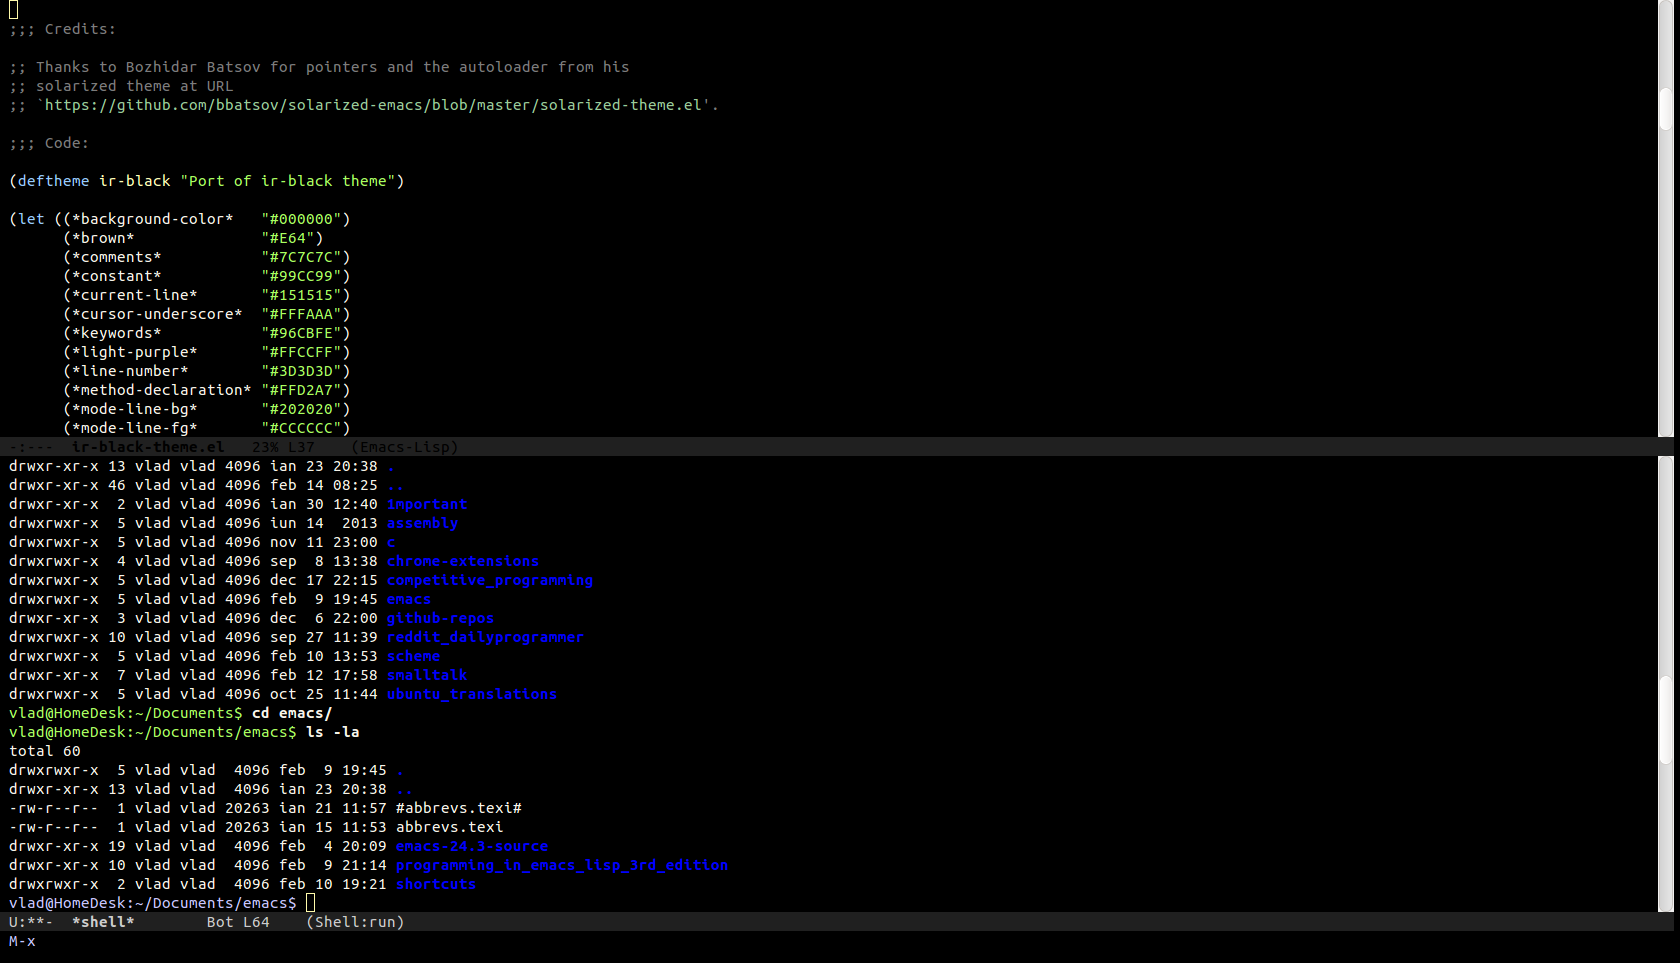 ;;; Credits:
;; Thanks to Bozhidar Batsov for pointers and the autoloader from his
;; solarized theme at URL
;; `https://github.com/bbatsov/solarized-emacs/blob/master/solarized-theme.el'.
;;; Code:
(deftheme ir-black "Port of ir-black theme")
(let ((*background-color*   "#000000")
      (*brown*              "#E64")
      (*comments*           "#7C7C7C")
      (*constant*           "#99CC99")
      (*current-line*       "#151515")
      (*cursor-underscore*  "#FFFAAA")
      (*keywords*           "#96CBFE")
      (*light-purple*       "#FFCCFF")
      (*line-number*        "#3D3D3D")
      (*method-declaration* "#FFD2A7")
      (*mode-line-bg*       "#202020")
      (*mode-line-fg*       "#CCCCCC")
-:---  ir-black-theme.el   23% L37    (Emacs-Lisp)
drwxr-xr-x 13 vlad vlad 4096 ian 23 20:38 .
drwxr-xr-x 46 vlad vlad 4096 feb 14 08:25 ..
drwxr-xr-x  2 vlad vlad 4096 ian 30 12:40 1mportant
drwxrwxr-x  5 vlad vlad 4096 iun 14  2013 assembly
drwxrwxr-x  5 vlad vlad 4096 nov 11 23:00 c
drwxrwxr-x  4 vlad vlad 4096 sep  8 13:38 chrome-extensions
drwxrwxr-x  5 vlad vlad 4096 dec 17 22:15 competitive_programming
drwxrwxr-x  5 vlad vlad 4096 feb  9 19:45 emacs
drwxrwxr-x  3 vlad vlad 4096 dec  6 22:00 github-repos
drwxrwxr-x 10 vlad vlad 4096 sep 27 11:39 reddit_dailyprogrammer
drwxrwxr-x  5 vlad vlad 4096 feb 10 13:53 scheme
drwxrwxr-x  7 vlad vlad 4096 feb 12 17:58 smalltalk
drwxrwxr-x  5 vlad vlad 4096 oct 25 11:44 ubuntu_translations
vlad@HomeDesk:~/Documents$ cd emacs/
vlad@HomeDesk:~/Documents/emacs$ ls -la
total 60
drwxrwxr-x  5 vlad vlad  4096 feb  9 19:45 .
drwxr-xr-x 13 vlad vlad  4096 ian 23 20:38 ..
-rw-r--r--  1 vlad vlad 20263 ian 21 11:57 #abbrevs.texi#
-rw-r--r--  1 vlad vlad 20263 ian 15 11:53 abbrevs.texi
drwxr-xr-x 19 vlad vlad  4096 feb  4 20:09 emacs-24.3-source
drwxrwxr-x 10 vlad vlad  4096 feb  9 21:14 programming_in_emacs_lisp_3rd_edition
drwxrwxr-x  2 vlad vlad  4096 feb 10 19:21 shortcuts
vlad@HomeDesk:~/Documents/emacs$
U:**-  *shell*        Bot L64    (Shell:run)
M-x